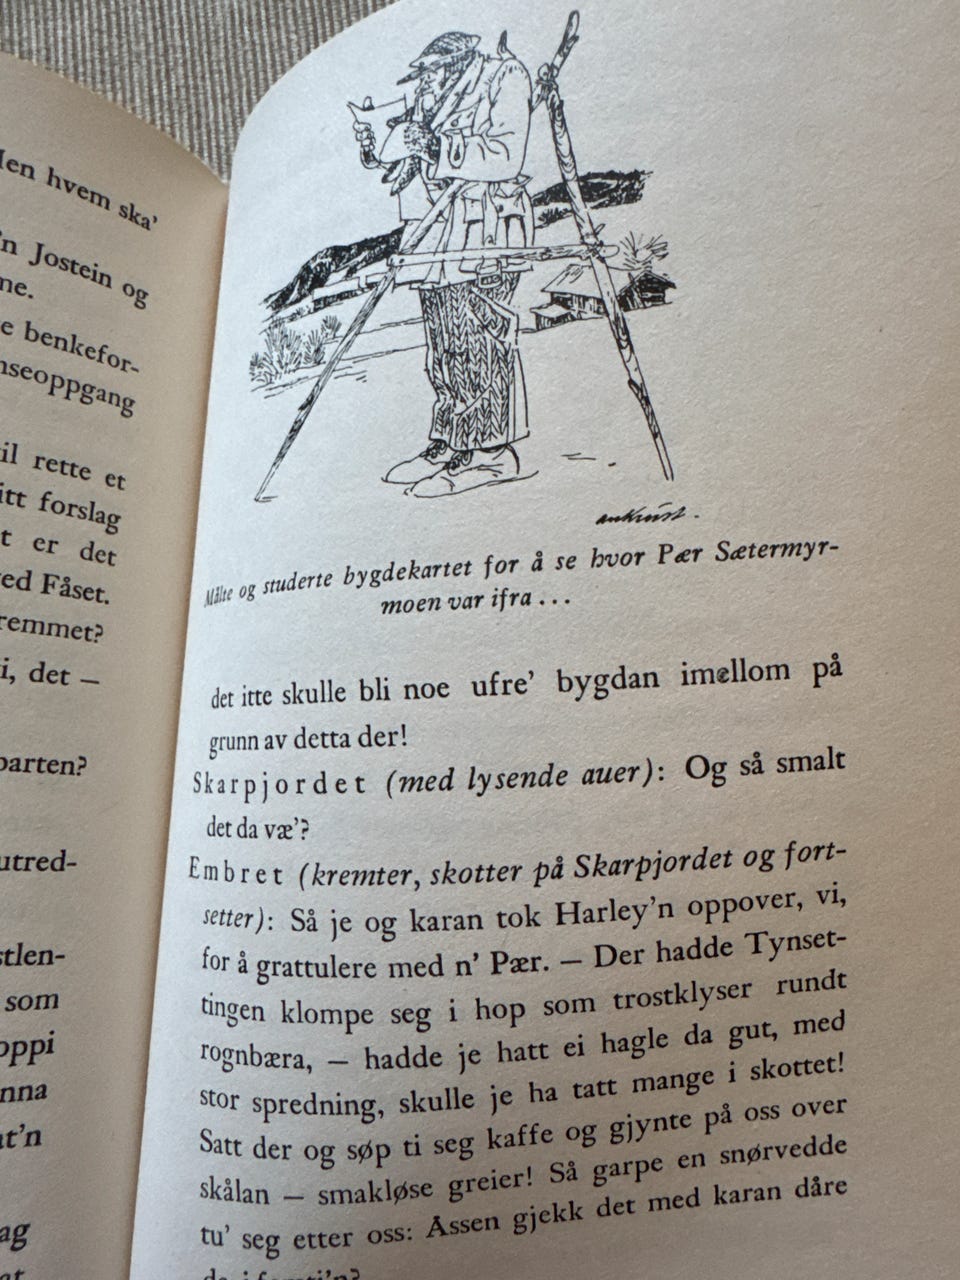 Men hvem ska'
'n Jostein og
ne.
e benkefor-
nseoppgang
il rette et
itt forslag
t er det
ved Fåset.
remmet?
i, det —
parten?
utred-
stlen-
som
oppi
nna
t'n
ag
ankrust.
Målte og studerte bygdekartet for å se hvor Pær Sætermyr-
moen var ifra . . .
det itte skulle bli noe ufre' bygdan imellom på
grunn av detta der!
Skarpjordet (med lysende auer): Og så smalt
det da væ'?
Embret (kremter, skotter på Skarpjordet og fort-
setter): Så je og karan tok Harley'n oppover, vi,
for å grattulere med n' Pær. — Der hadde Tynset-
tingen klompe seg i hop som trostklyser rundt
rognbæra, — hadde je hatt ei hagle da gut, med
stor spredning, skulle je ha tatt mange i skottet!
Satt der og søp ti seg kaffe og gjynte på oss over
skålan — smakløse greier! Så garpe en snørvedde
tu' seg etter oss: Assen gjekk det med karan dåre